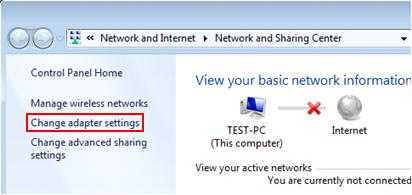 « Network and Internet ▸ Network and Sharing Center
Control Panel Home
Manage wireless networks
Change adapter settings
Change advanced sharing
settings
View your basic network information
TEST-PC
(This computer)
Internet
View your active networks
You are currently not connected